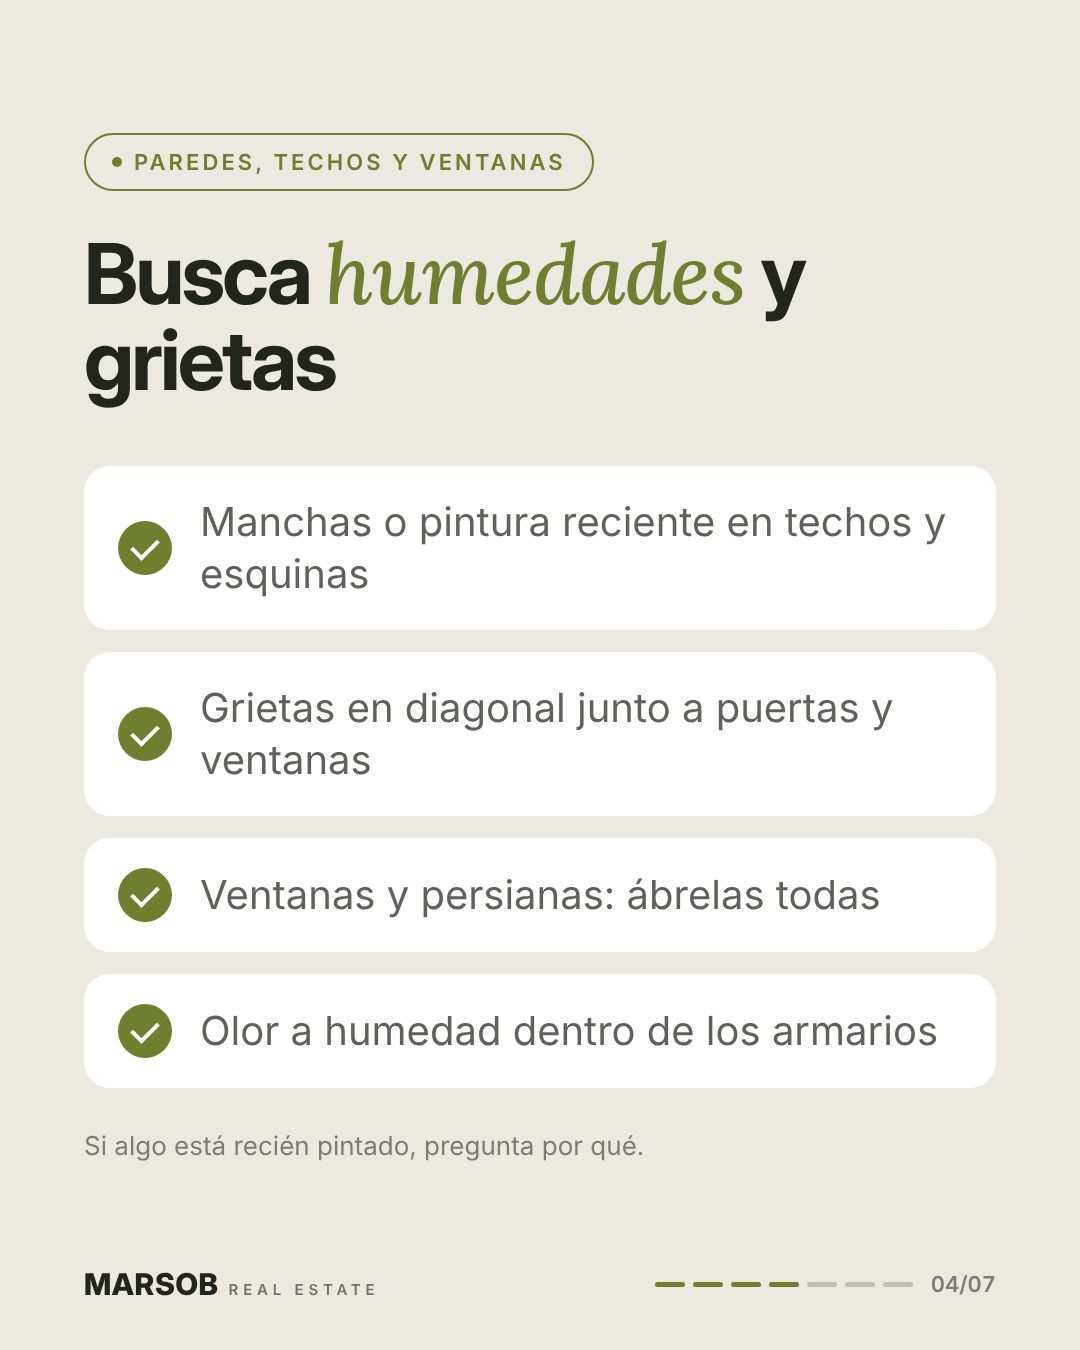 PAREDES, TECHOS Y VENTANAS
Busca humedades y
grietas
Manchas o pintura reciente en techos y
esquinas
Grietas en diagonal junto a puertas y
ventanas
Ventanas y persianas: ábrelas todas
Olor a humedad dentro de los armarios
Si algo está recién pintado, pregunta por qué.
MARSOB REAL ESTATE
04/07